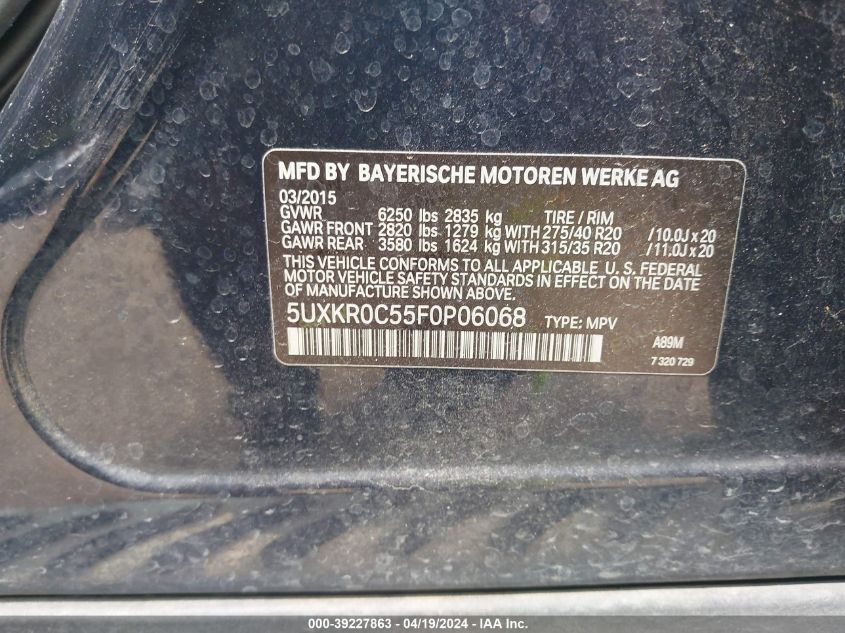 MFD BY BAYERISCHE MOTOREN WERKE AG
03/2015
GVWR 6250 lbs 2835 kg TIRE / RIM
GAWR FRONT 2820 lbs 1279 kg WITH 275/40 R20 /10.0J x 20
GAWR REAR 3580 lbs 1624 kg WITH 315/35 R20 /11.0J x 20
THIS VEHICLE CONFORMS TO ALL APPLICABLE U. S. FEDERAL
MOTOR VEHICLE SAFETY STANDARDS IN EFFECT ON THE
DATE OF MANUFACTURE SHOWN ABOVE.
5UXKR0C55F0P06068 TYPE: MPV
A89M
7 320 729
000-39227863 - 04/19/2024 - IAA Inc.